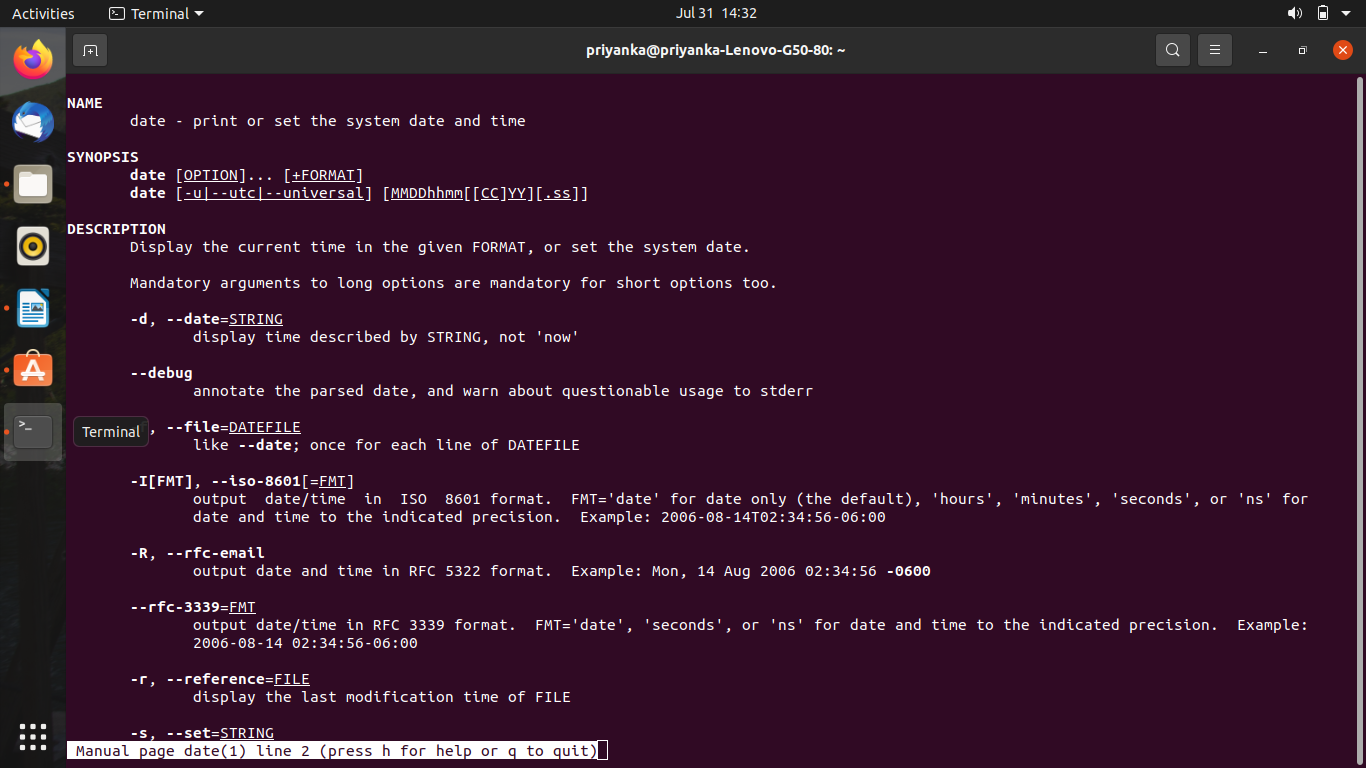 Activities Terminal Jul 31 14:32
priyanka@priyanka-Lenovo-G50-80: ~
NAME
date - print or set the system date and time
SYNOPSIS
date [OPTION]... [+FORMAT]
date [-u|--utc|--universal] [MMDDhhmm[[CC]YY][.ss]]
DESCRIPTION
Display the current time in the given FORMAT, or set the system date.
Mandatory arguments to long options are mandatory for short options too.
-d, --date=STRING
display time described by STRING, not 'now'
--debug
annotate the parsed date, and warn about questionable usage to stderr
Terminal
, --file=DATEFILE
like --date; once for each line of DATEFILE
-I[FMT], --iso-8601[=FMT]
output  date/time  in  ISO  8601 format.  FMT='date' for date only (the default), 'hours', 'minutes', 'seconds', or 'ns' for
date and time to the indicated precision.  Example: 2006-08-14T02:34:56-06:00
-R, --rfc-email
output date and time in RFC 5322 format.  Example: Mon, 14 Aug 2006 02:34:56 -0600
--rfc-3339=FMT
output date/time in RFC 3339 format.  FMT='date', 'seconds', or 'ns' for date and time to the indicated precision.  Example:
2006-08-14 02:34:56-06:00
-r, --reference=FILE
display the last modification time of FILE
-s, --set=STRING
Manual page date(1) line 2 (press h for help or q to quit)